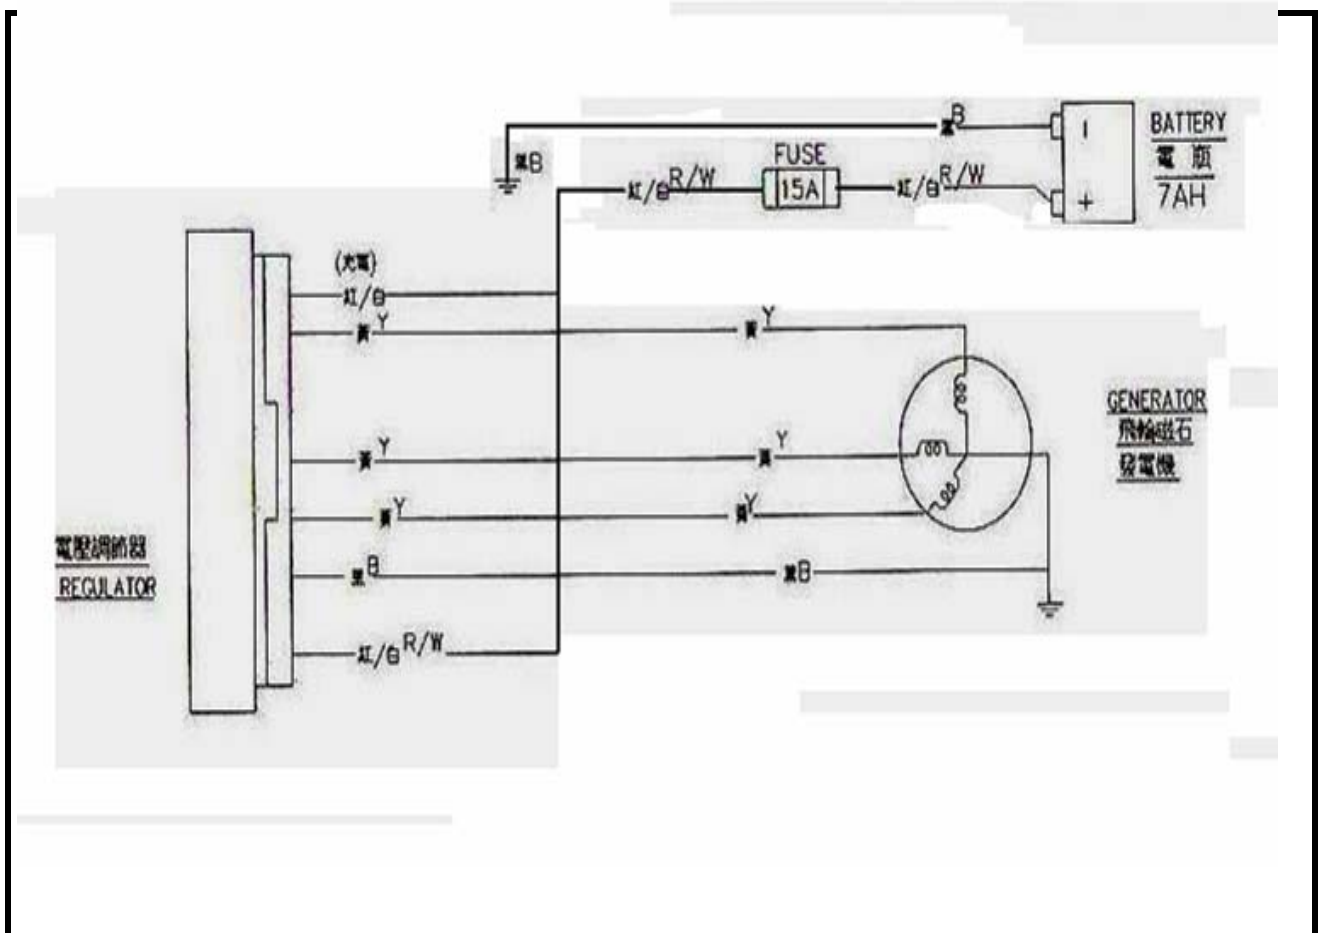 B
黑
BATTERY
電 瓶
7AH
-
+
黑B
FUSE
15A
紅/白R/W
紅/白R/W
(充電)
紅/白
黃Y
黃Y
GENERATOR
飛輪磁石
發電機
黃Y
黃Y
黃Y
黃Y
電壓調節器
REGULATOR
黑B
黑B
紅/白R/W